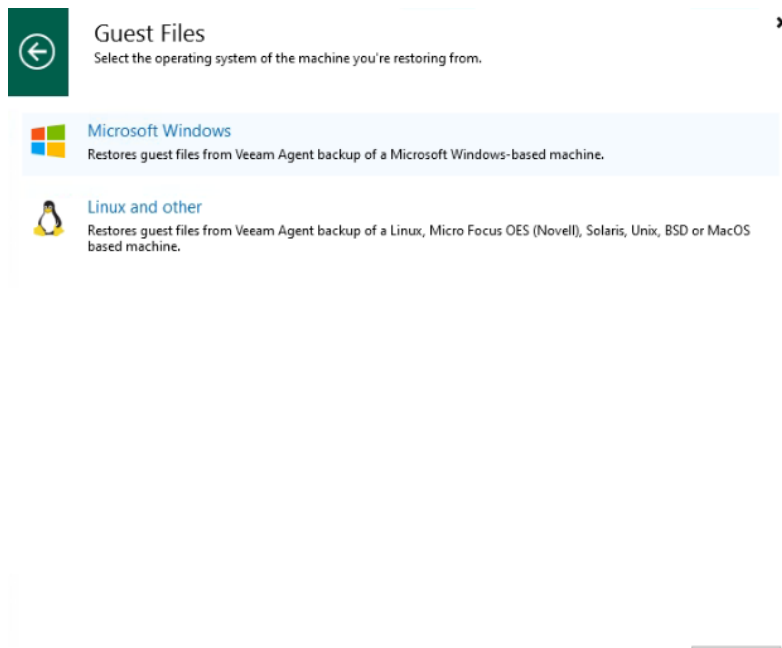 Guest Files
Select the operating system of the machine you're restoring from.
Microsoft Windows
Restores guest files from Veeam Agent backup of a Microsoft Windows-based machine.
Linux and other
Restores guest files from Veeam Agent backup of a Linux, Micro Focus OES (Novell), Solaris, Unix, BSD or MacOS
based machine.